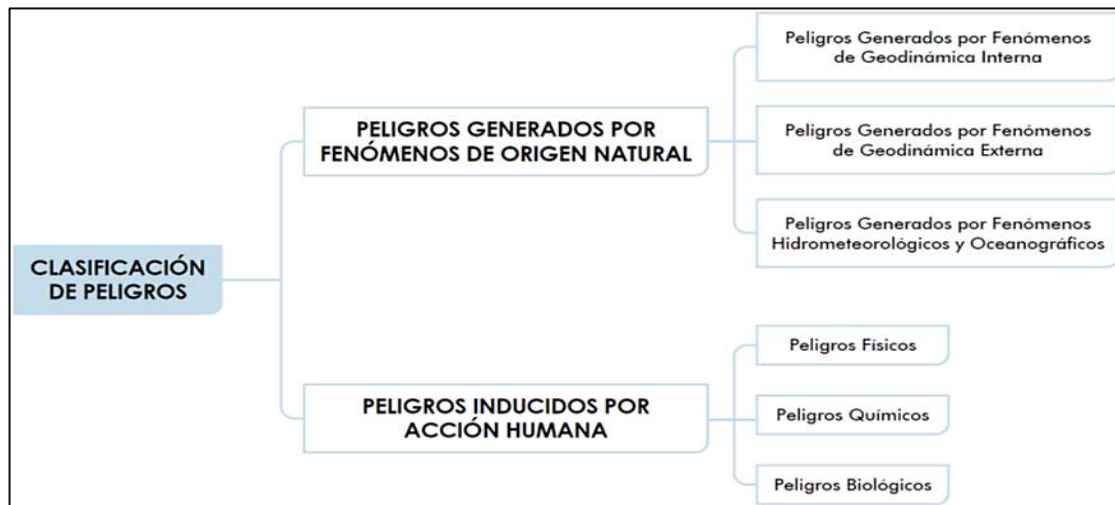 CLASIFICACIÓN
DE PELIGROS
PELIGROS GENERADOS POR
FENÓMENOS DE ORIGEN NATURAL
Peligros Generados por Fenómenos
de Geodinámica Interna
Peligros Generados por Fenómenos
de Geodinámica Externa
Peligros Generados por Fenómenos
Hidrometeorológicos y Oceanográficos
PELIGROS INDUCIDOS POR
ACCIÓN HUMANA
Peligros Físicos
Peligros Químicos
Peligros Biológicos